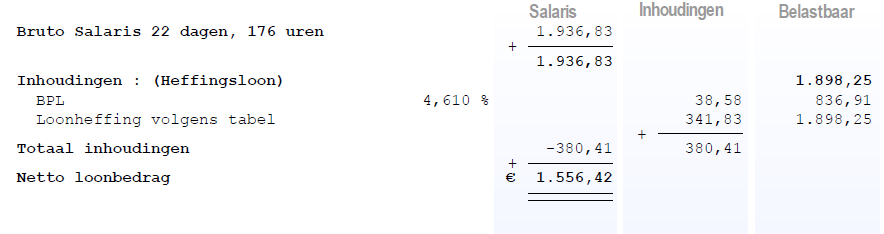 Salaris Inhoudingen Belastbaar
Bruto Salaris 22 dagen, 176 uren 1.936,83
+
1.936,83
Inhoudingen : (Heffingsloon) 1.898,25
BPL 4,610 % 38,58 836,91
Loonheffing volgens tabel 341,83 1.898,25
+
Totaal inhoudingen -380,41 380,41
+
Netto loonbedrag € 1.556,42